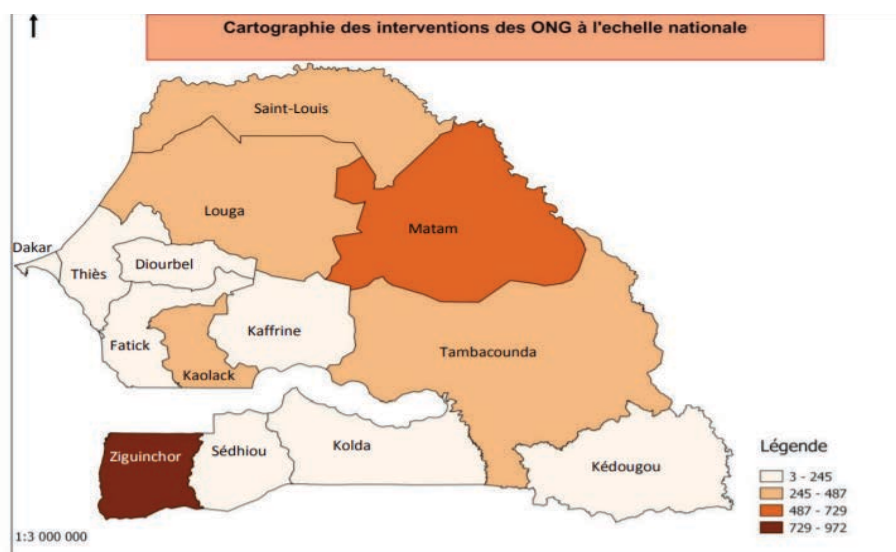 Cartographie des interventions des ONG à l'echelle nationale
Saint-Louis
Louga
Matam
Dakar
Thiès
Diourbel
Fatick
Kaolack
Kaffrine
Tambacounda
Ziguinchor
Sédhiou
Kolda
Kédougou
Légende
3 - 245
245 - 487
487 - 729
729 - 972
1:3 000 000